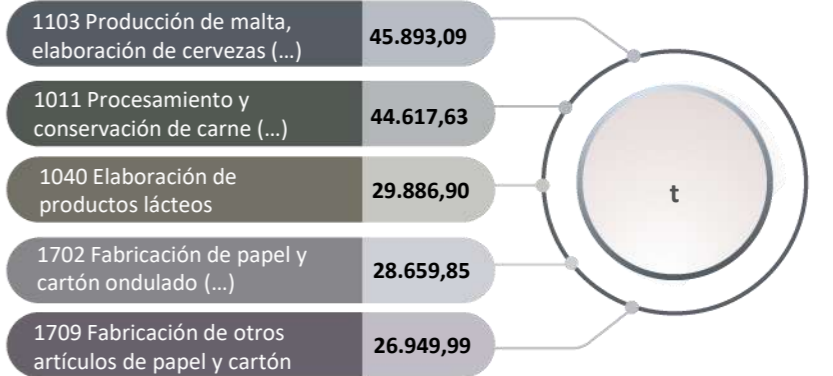 1103 Producción de malta,
elaboración de cervezas (...)
45.893,09
1011 Procesamiento y
conservación de carne (...)
44.617,63
1040 Elaboración de
productos lácteos
29.886,90
1702 Fabricación de papel y
cartón ondulado (...)
28.659,85
1709 Fabricación de otros
artículos de papel y cartón
26.949,99
t